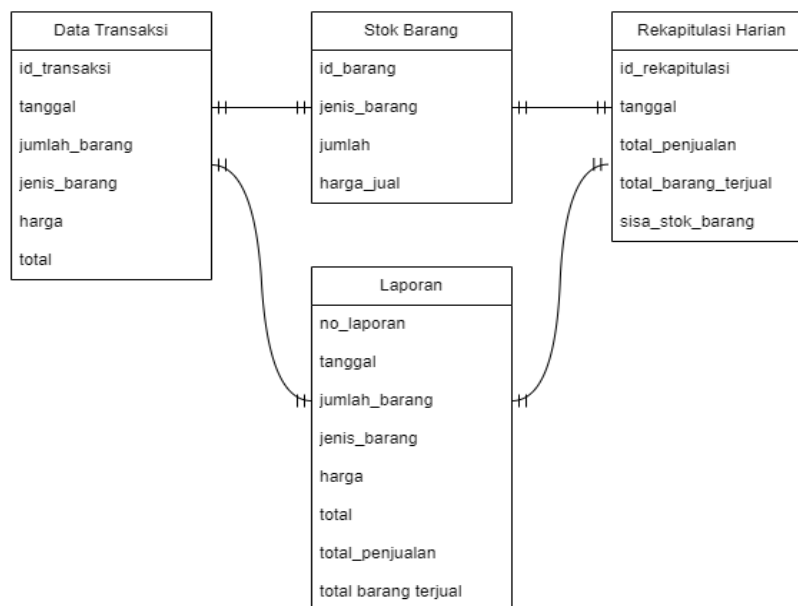 Data Transaksi
id_transaksi
tanggal
jumlah_barang
jenis_barang
harga
total
Stok Barang
id_barang
jenis_barang
jumlah
harga_jual
Rekapitulasi Harian
id_rekapitulasi
tanggal
total_penjualan
total_barang_terjual
sisa_stok_barang
Laporan
no_laporan
tanggal
jumlah_barang
jenis_barang
harga
total
total_penjualan
total barang terjual